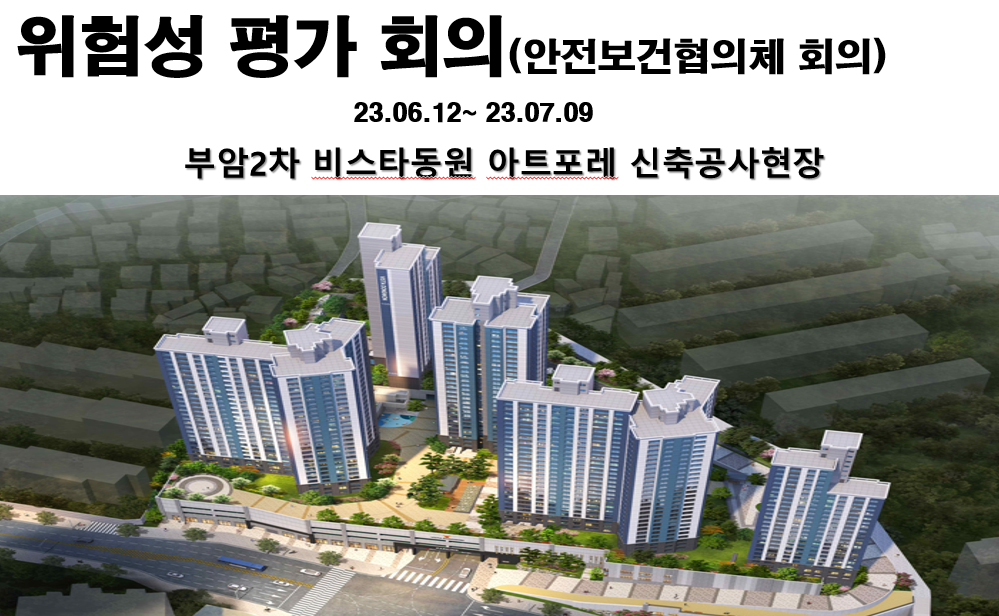 위험성 평가 회의(안전보건협의체 회의)
23.06.12~ 23.07.09
부암2차 비스타동원 아트포레 신축공사현장